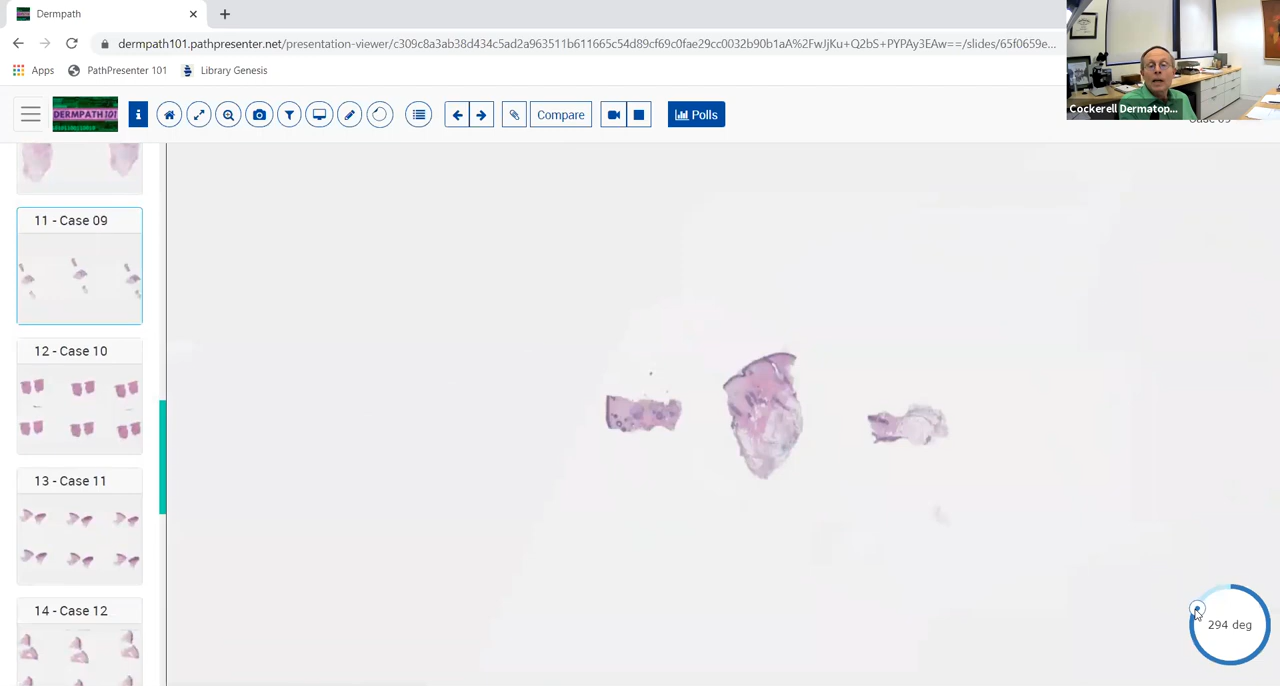 Dermpath
dermpath101.pathpresenter.net/presentation-viewer/c309c8a3ab38d434c5ad2a963511b611665c54d89cf69c0fae29cc0032b90b1aA%2FwJjKu+Q2bS+PYPAy3EAw==/slides/65f0659e...
Apps
PathPresenter 101
Library Genesis
Cockerell Dermatop...
DERMPATH 101
Compare
Polls
11 - Case 09
12 - Case 10
13 - Case 11
14 - Case 12
294 deg